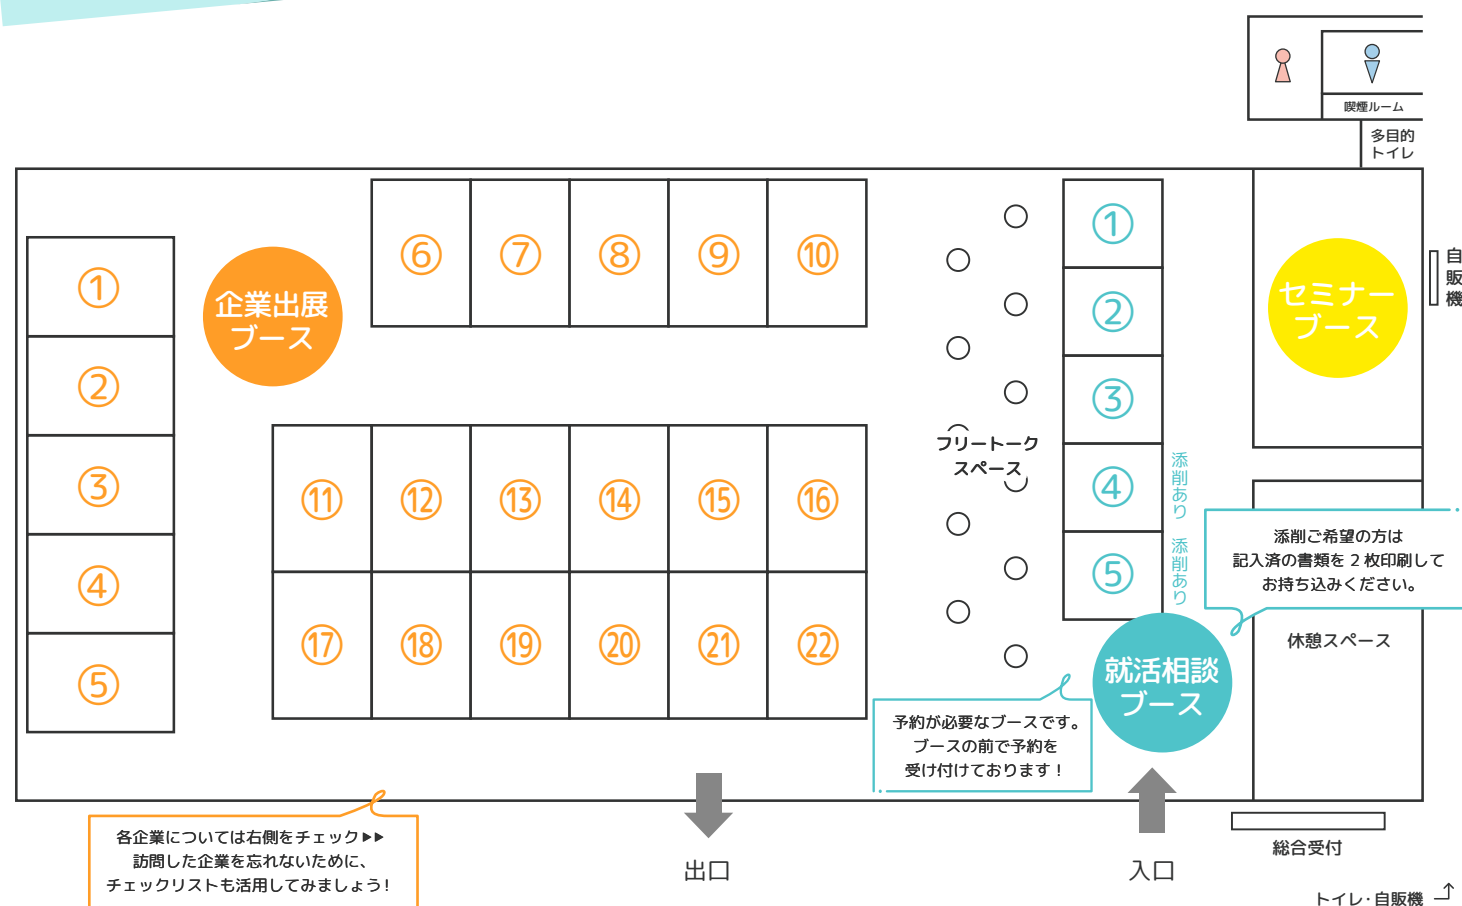 喫煙ルーム
多目的
トイレ
自
販
機
企業出展
ブース
①
②
③
④
⑤
⑥ ⑦ ⑧ ⑨ ⑩
⑪ ⑫ ⑬ ⑭ ⑮ ⑯
⑰ ⑱ ⑲ ⑳ ㉑ ㉒
フリートーク
スペース
①
②
③
④
⑤
添削あり
添削あり
セミナー
ブース
添削ご希望の方は
記入済の書類を 2 枚印刷して
お持ち込みください。
休憩スペース
就活相談
ブース
予約が必要なブースです。
ブースの前で予約を
受け付けております！
各企業については右側をチェック▶▶
訪問した企業を忘れないために、
チェックリストも活用してみましょう！
出口
入口
総合受付
トイレ・自販機